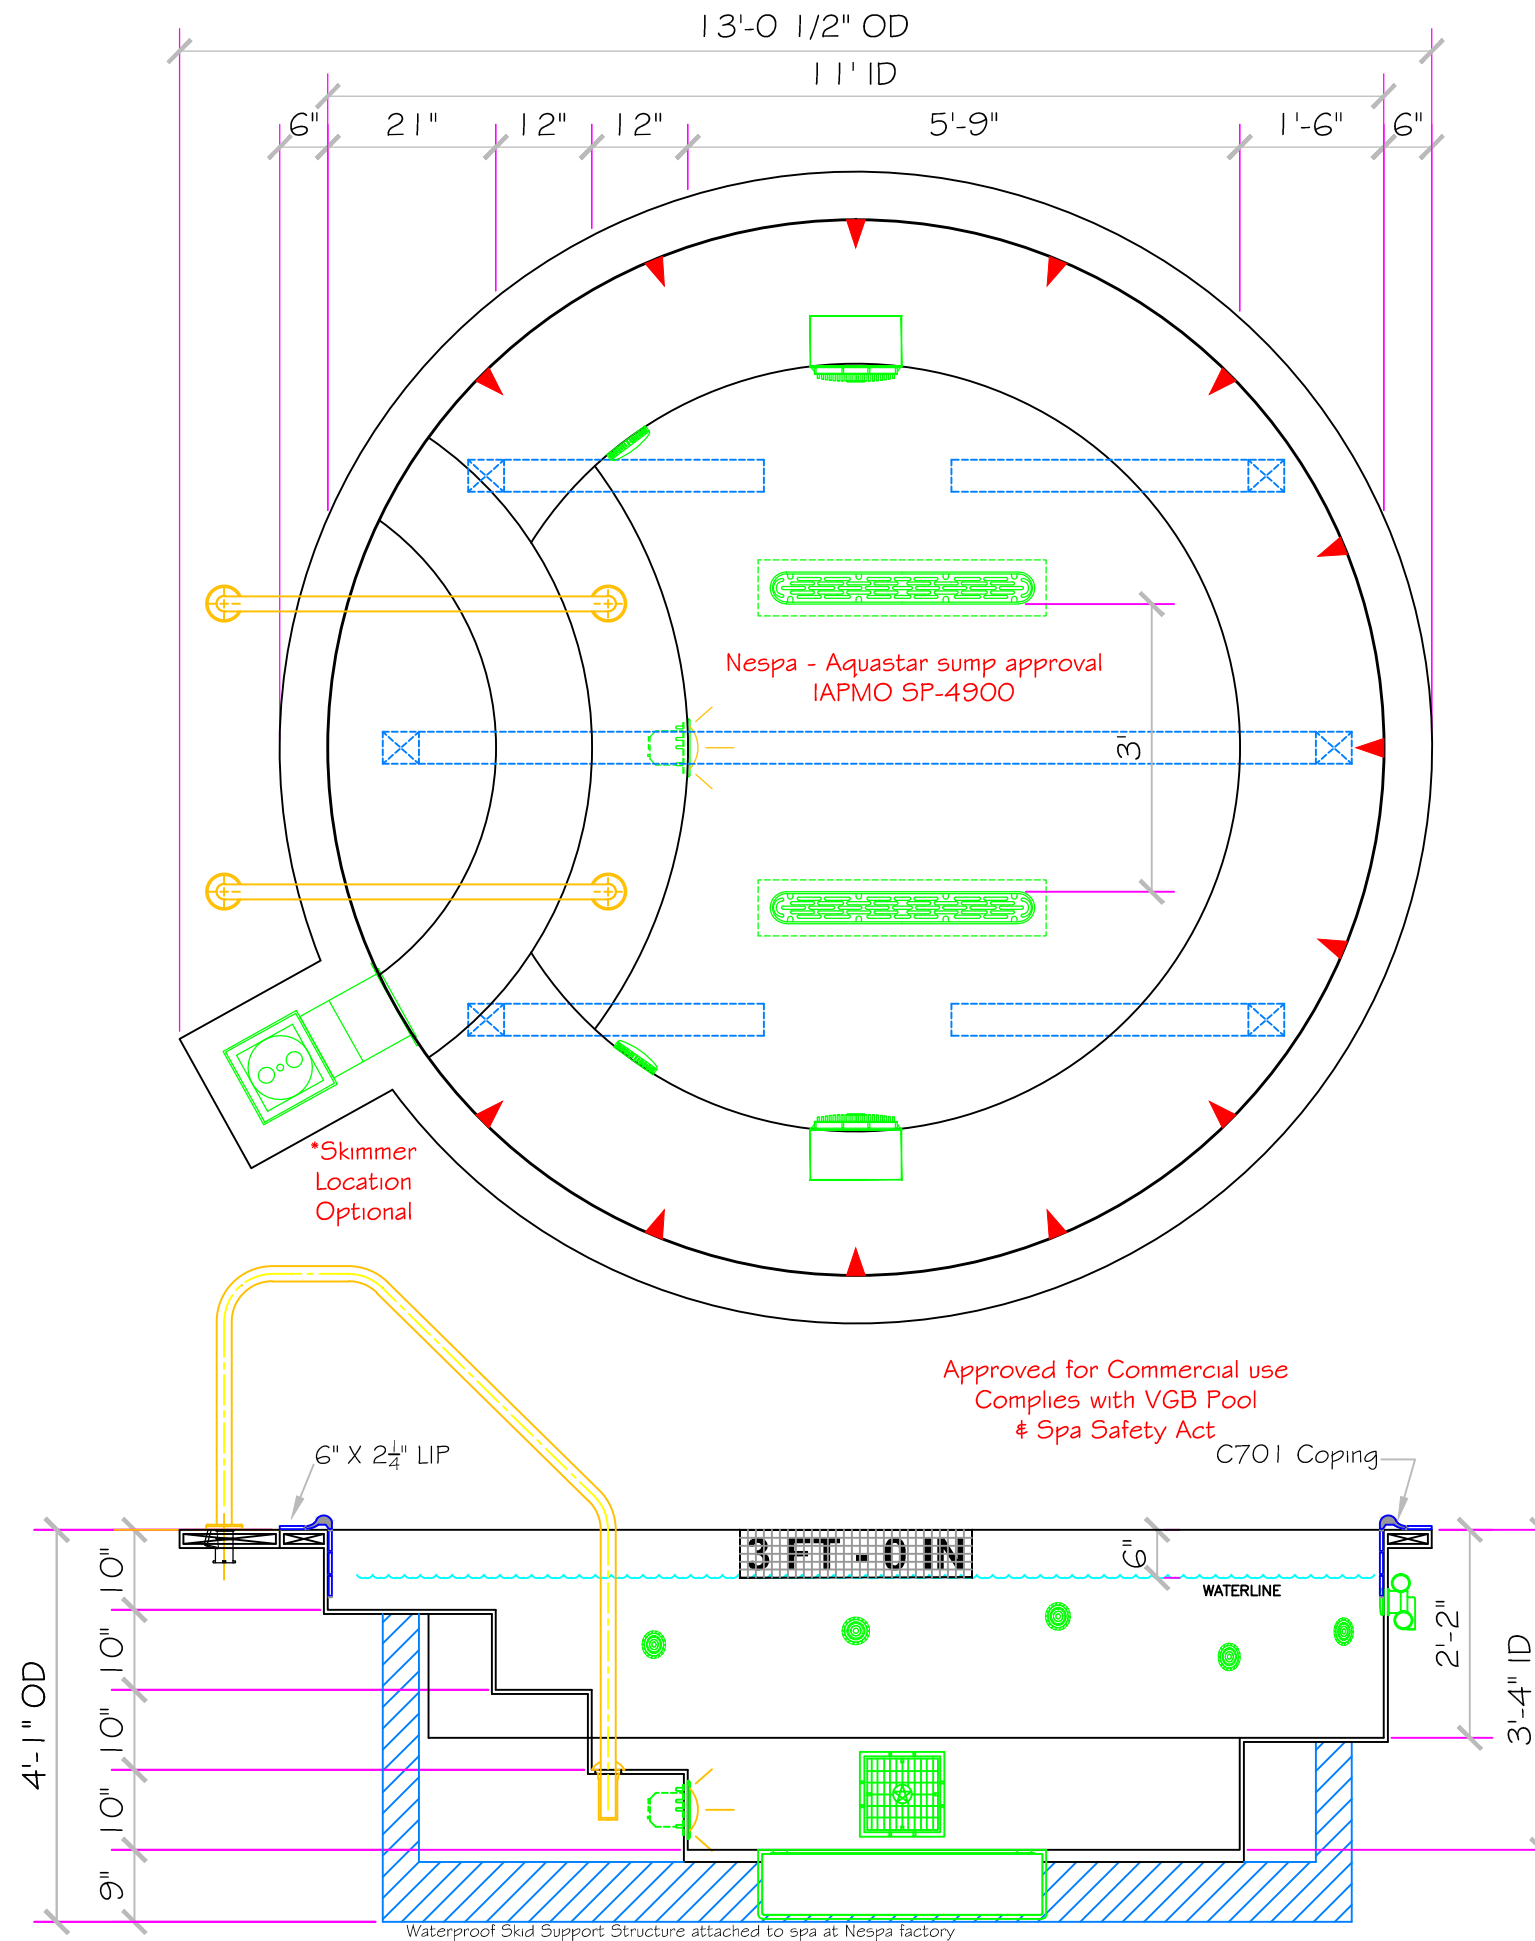 13'-0 1/2" OD
11' ID
6" 21" 12" 12" 5'-9" 1'-6" 6"
Nespa - Aquastar sump approval
IAPMO SP-4900
3'
*Skimmer
Location
Optional
Approved for Commercial use
Complies with VGB Pool
& Spa Safety Act
6" X 2¼" LIP
C701 Coping
3 FT - 0 IN
6"
WATERLINE
10"
10"
10"
10"
9"
4'-1" OD
2'-2"
3'-4" ID
Waterproof Skid Support Structure attached to spa at Nespa factory